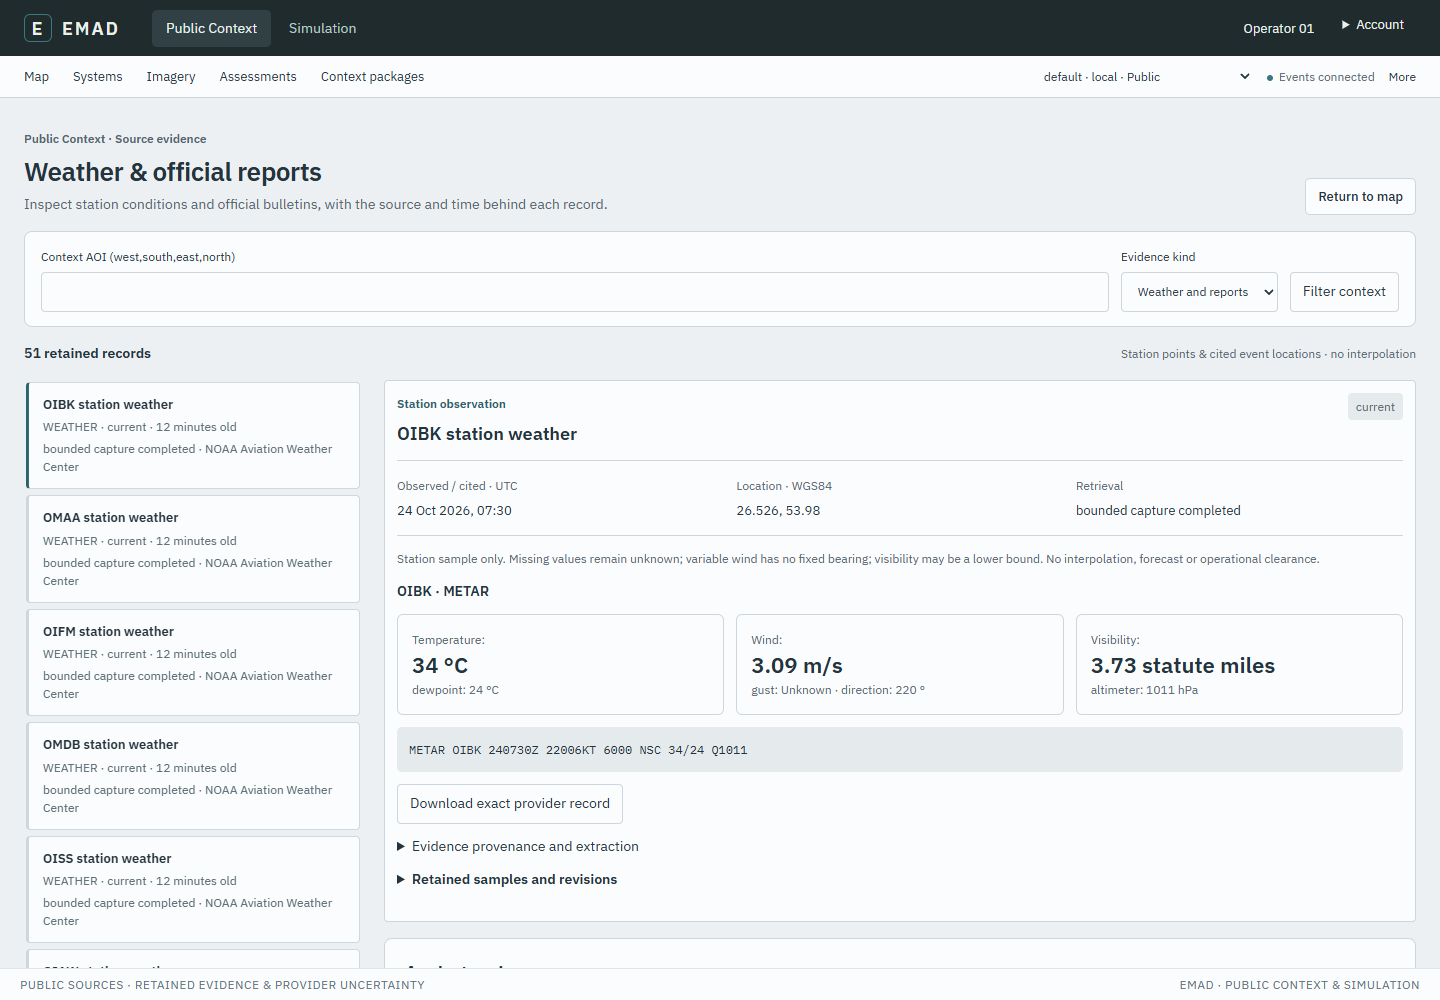 E EMAD Public Context Simulation Operator 01 Account
Map Systems Imagery Assessments Context packages default · local · Public Events connected More
Public Context · Source evidence
Weather & official reports
Inspect station conditions and official bulletins, with the source and time behind each record.
Return to map
Context AOI (west,south,east,north)
Evidence kind
Weather and reports
Filter context
51 retained records
Station points & cited event locations · no interpolation
OIBK station weather
WEATHER · current · 12 minutes old
bounded capture completed · NOAA Aviation Weather
Center
OMAA station weather
WEATHER · current · 12 minutes old
bounded capture completed · NOAA Aviation Weather
Center
OIFM station weather
WEATHER · current · 12 minutes old
bounded capture completed · NOAA Aviation Weather
Center
OMDB station weather
WEATHER · current · 12 minutes old
bounded capture completed · NOAA Aviation Weather
Center
OISS station weather
WEATHER · current · 12 minutes old
bounded capture completed · NOAA Aviation Weather
Center
Station observation
current
OIBK station weather
Observed / cited · UTC
24 Oct 2026, 07:30
Location · WGS84
26.526, 53.98
Retrieval
bounded capture completed
Station sample only. Missing values remain unknown; variable wind has no fixed bearing; visibility may be a lower bound. No interpolation, forecast or operational clearance.
OIBK · METAR
Temperature:
34 °C
dewpoint: 24 °C
Wind:
3.09 m/s
gust: Unknown · direction: 220 °
Visibility:
3.73 statute miles
altimeter: 1011 hPa
METAR OIBK 240730Z 22006KT 6000 NSC 34/24 Q1011
Download exact provider record
Evidence provenance and extraction
Retained samples and revisions
PUBLIC SOURCES · RETAINED EVIDENCE & PROVIDER UNCERTAINTY
EMAD · PUBLIC CONTEXT & SIMULATION